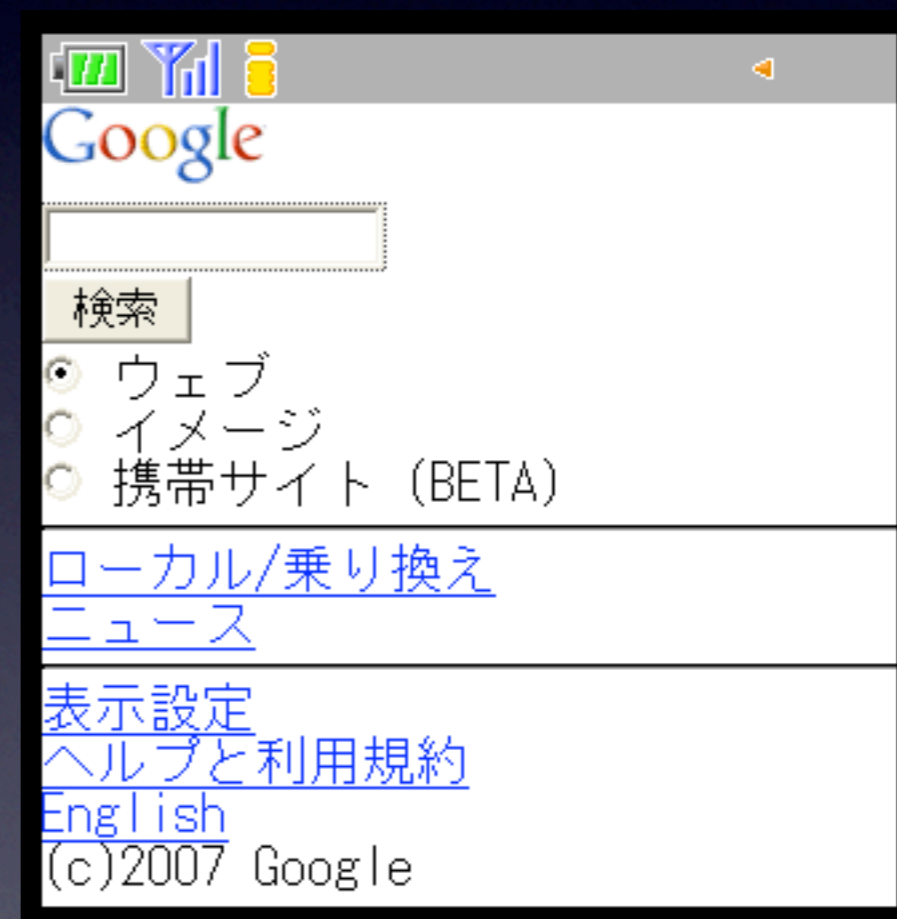 Google
検索
ウェブ
イメージ
携帯サイト (BETA)
ローカル/乗り換え
ニュース
表示設定
ヘルプと利用規約
English
(c)2007 Google